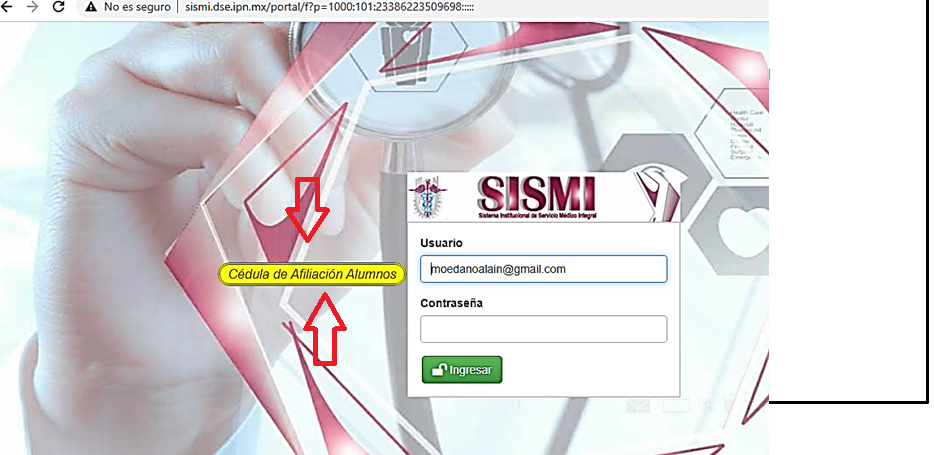 No es seguro
sismi.dse.ipn.mx/portal/f?p=1000:101:23386223509698:::::
SISMI
Sistema Institucional de Servicio Médico Integral
Usuario
moedanoalain@gmail.com
Cédula de Afiliación Alumnos
Contraseña
Ingresar